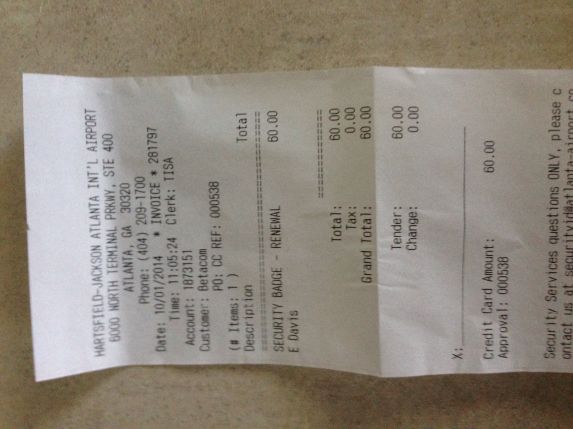 HARTSFIELD-JACKSON ATLANTA INT'L AIRPORT
6000 NORTH TERMINAL PRKWY, STE 400
ATLANTA, GA 30320
Phone: (404) 209-1700
Date: 10/01/2014 * INVOICE * 281797
Time: 11:05:24 Clerk: TISA
Account: 1873151
Customer: Betacom
PO: CC REF: 000538
(# Items: 1 )
Description Total
SECURITY BADGE - RENEWAL 60.00
E Davis
Total: 60.00
Tax: 0.00
Grand Total: 60.00
Tender: 60.00
Change: 0.00
X:
Credit Card Amount: 60.00
Approval: 000538
Security Services questions ONLY, please c
ontact us at securityid@atlanta-airport.co